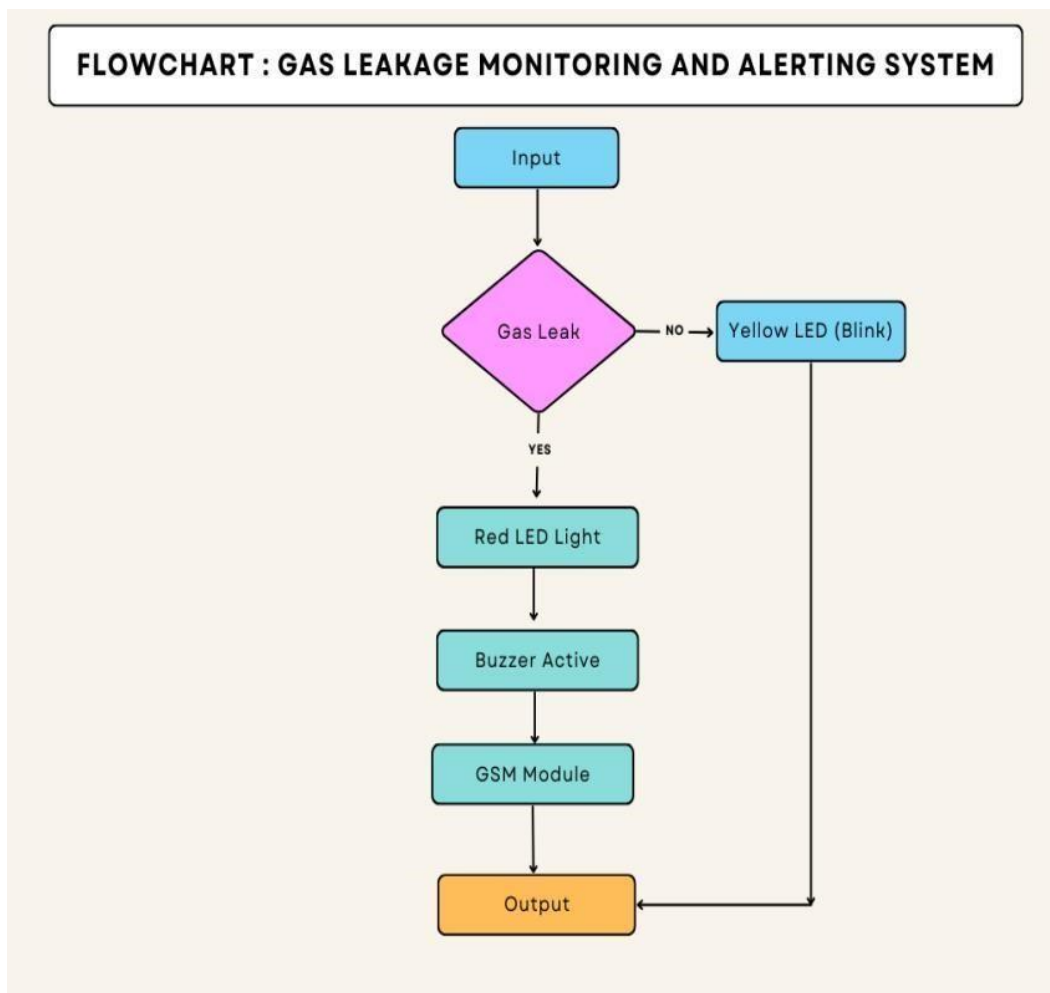 FLOWCHART : GAS LEAKAGE MONITORING AND ALERTING SYSTEM
Input
Gas Leak
NO
Yellow LED (Blink)
YES
Red LED Light
Buzzer Active
GSM Module
Output